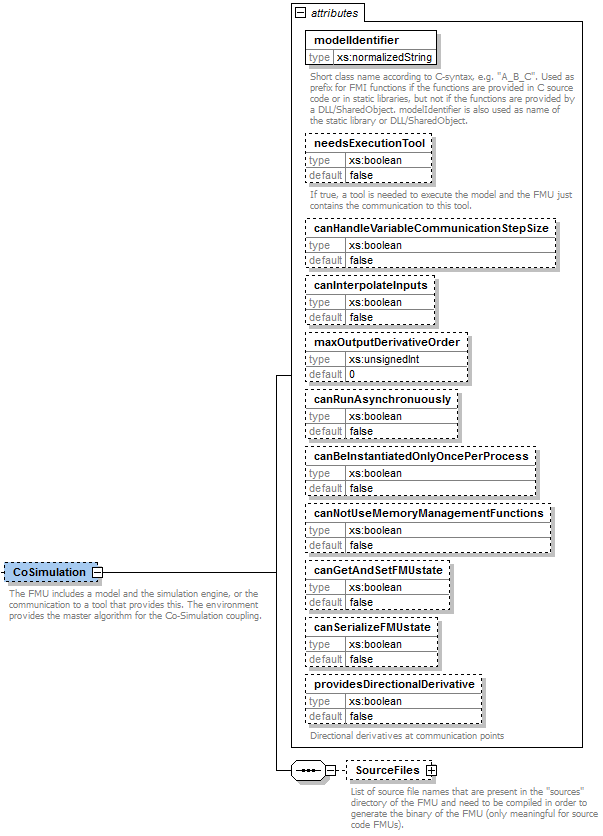 attributes
modelIdentifier
type xs:normalizedString
Short class name according to C-syntax, e.g. "A_B_C". Used as
prefix for FMI functions if the functions are provided in C source
code or in static libraries, but not if the functions are provided by
a DLL/SharedObject. modelIdentifier is also used as name of
the static library or DLL/SharedObject.
needsExecutionTool
type xs:boolean
default false
If true, a tool is needed to execute the model and the FMU just
contains the communication to this tool.
canHandleVariableCommunicationStepSize
type xs:boolean
default false
canInterpolateInputs
type xs:boolean
default false
maxOutputDerivativeOrder
type xs:unsignedInt
default 0
canRunAsynchronuously
type xs:boolean
default false
canBeInstantiatedOnlyOncePerProcess
type xs:boolean
default false
canNotUseMemoryManagementFunctions
type xs:boolean
default false
canGetAndSetFMUstate
type xs:boolean
default false
canSerializeFMUstate
type xs:boolean
default false
providesDirectionalDerivative
type xs:boolean
default false
Directional derivatives at communication points
CoSimulation
The FMU includes a model and the simulation engine, or the
communication to a tool that provides this. The environment
provides the master algorithm for the Co-Simulation coupling.
SourceFiles
List of source file names that are present in the "sources"
directory of the FMU and need to be compiled in order to
generate the binary of the FMU (only meaningful for source
code FMUs).